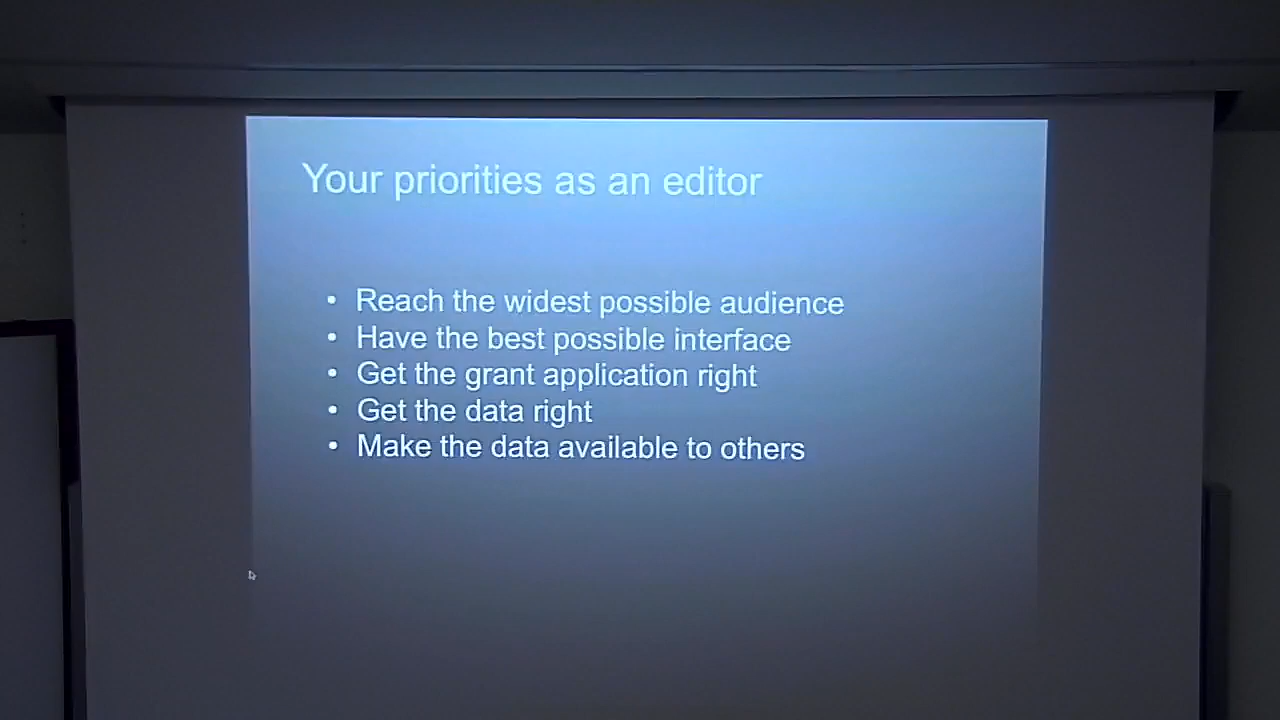 Your priorities as an editor
• Reach the widest possible audience
• Have the best possible interface
• Get the grant application right
• Get the data right
• Make the data available to others